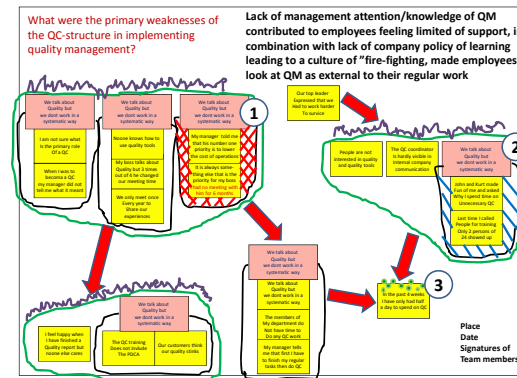 What were the primary weaknesses of
the QC-structure in implementing
quality management?
Lack of management attention/knowledge of QM
contributed to employees feeling limited of support, i
combination with lack of company policy of learning
leading to a culture of "fire-fighting, made employees
look at QM as external to their regular work
We talk about
Quality but
we dont work in a
systematic way
I am not sure what
is the primary role
Of a QC
When I was to
become a QC
my manager did not
tell me what it meant
We talk about
Quality but
we dont work in a
systematic way
Noone knows how to
use quality tools
My boss talks about
Quality but 3 times
out of 4 he changed
our meeting time
We only meet once
Every year to
Share our
experiences
We talk about
Quality but
we dont work in a
systematic way
1
My manager told me
that his number one
priority is to lower
the cost of operations
It is always some-
thing else that is the
priority for my boss
had no meeting with
him for 6 months
Our top leader
Expressed that we
Had to work harder
To survice
People are not
interested in quality
and quality tools
The QC coordinator
is hardly visible in
internal company
communication
We talk about
Quality but
we dont work in a
systematic way
2
John and Kurt made
Fun of me and asked
Why I spend time on
Unnecessary QC
Last time I called
People for training
Only 2 persons of
24 showed up
We talk about
Quality but
we dont work in a
systematic way
I feel happy when
I have finished a
Quality report but
noone else cares
The QC training
Does not include
The PDCA
Our customers think
our quality stinks
We talk about
Quality but
we dont work in a
systematic way
We talk about
Quality but
we dont work in a
systematic way
The members of
My department do
Not have time to
Do any QC work
My manager tells
me that first I have
to finish my regular
tasks then do QC
3
In the past 4 weeks
I have only had half
a day to spend on QC
Place
Date
Signatures of
Team members